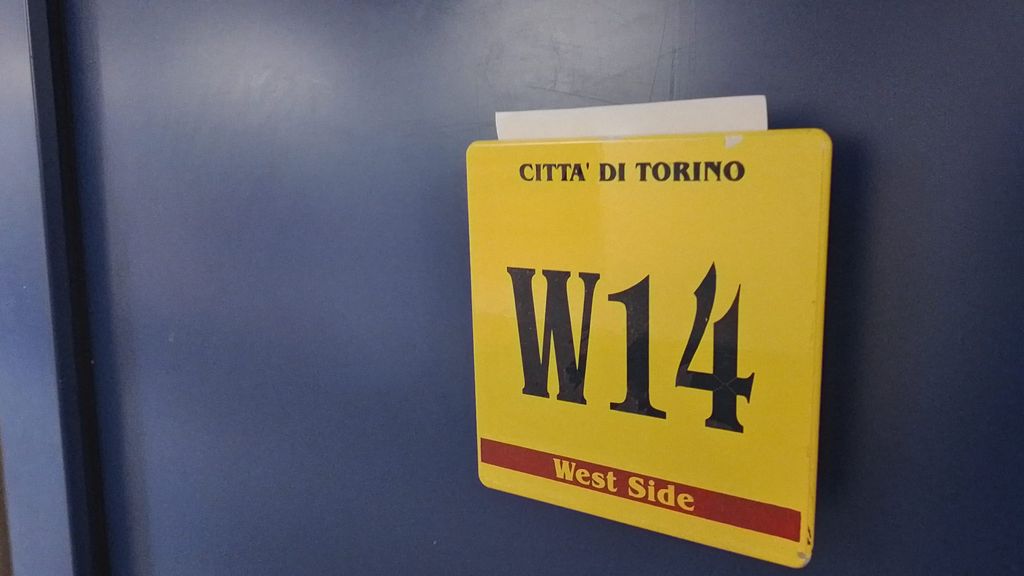 CITTA' DI TORINO
W14
West Side